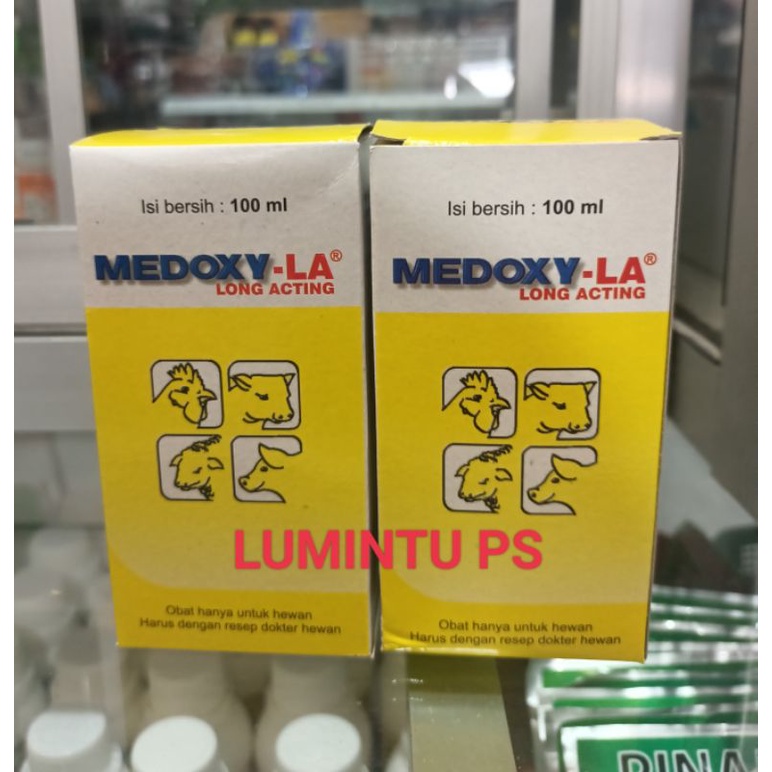 Isi bersih : 100 ml
MEDOXY-LA®
LONG ACTING
Obat hanya untuk hewan
Harus dengan resep dokter hewan
Isi bersih : 100 ml
MEDOXY-LA®
LONG ACTING
Obat hanya untuk hewan
Harus dengan resep dokter hewan
LUMINTU PS